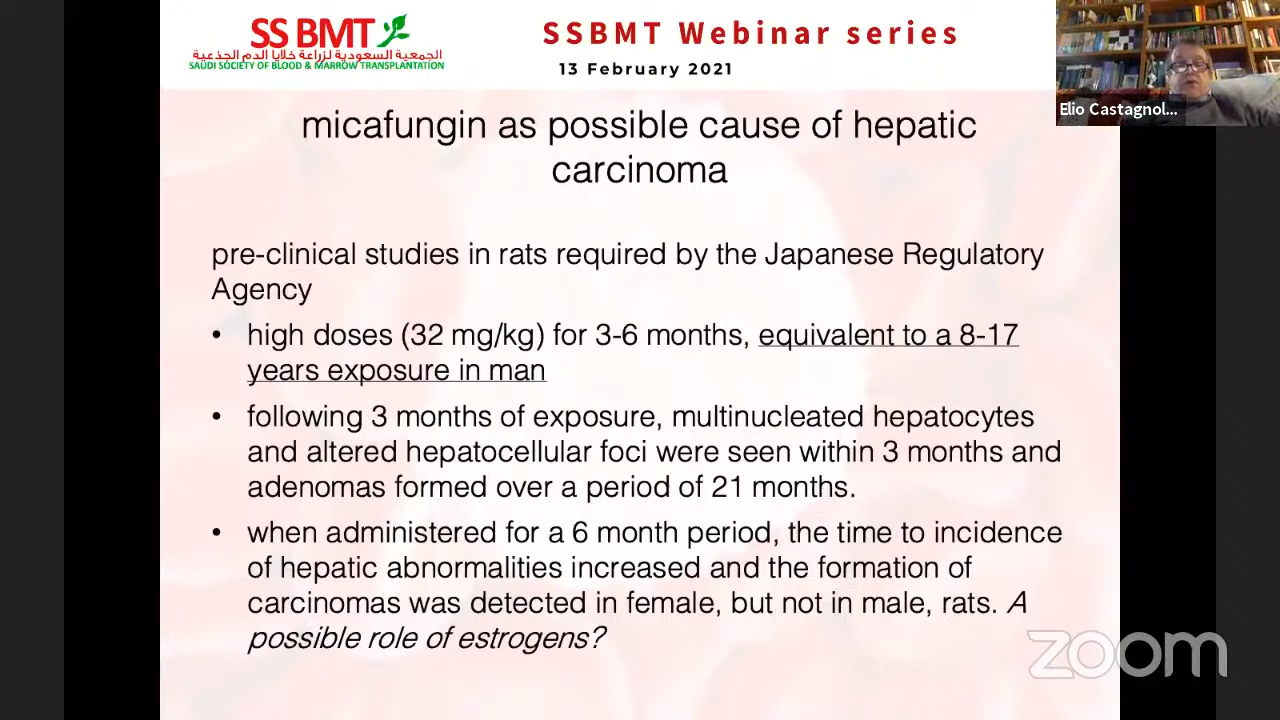 SS BMT
الجمعية السعودية لزراعة خلايا الدم الجذعية
SAUDI SOCIETY OF BLOOD & MARROW TRANSPLANTATION
SSBMT Webinar series
13 February 2021
Elio Castagnol...
micafungin as possible cause of hepatic
carcinoma
pre-clinical studies in rats required by the Japanese Regulatory
Agency
• high doses (32 mg/kg) for 3-6 months, equivalent to a 8-17
years exposure in man
• following 3 months of exposure, multinucleated hepatocytes
and altered hepatocellular foci were seen within 3 months and
adenomas formed over a period of 21 months.
• when administered for a 6 month period, the time to incidence
of hepatic abnormalities increased and the formation of
carcinomas was detected in female, but not in male, rats. A
possible role of estrogens?
zoom